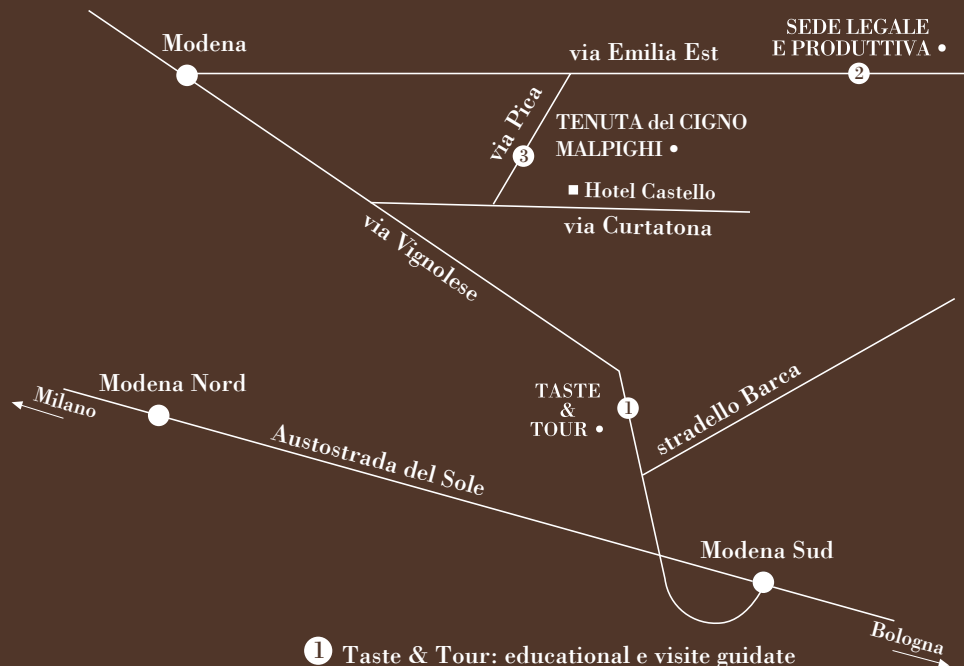 Modena
via Emilia Est
SEDE LEGALE
E PRODUTTIVA •
2
via Pica
3
TENUTA del CIGNO
MALPIGHI •
Hotel Castello
via Curtatona
via Vignolese
Milano
Modena Nord
TASTE
&
TOUR •
1
stradello Barca
Austostrada del Sole
Modena Sud
Bologna
1 Taste & Tour: educational e visite guidate